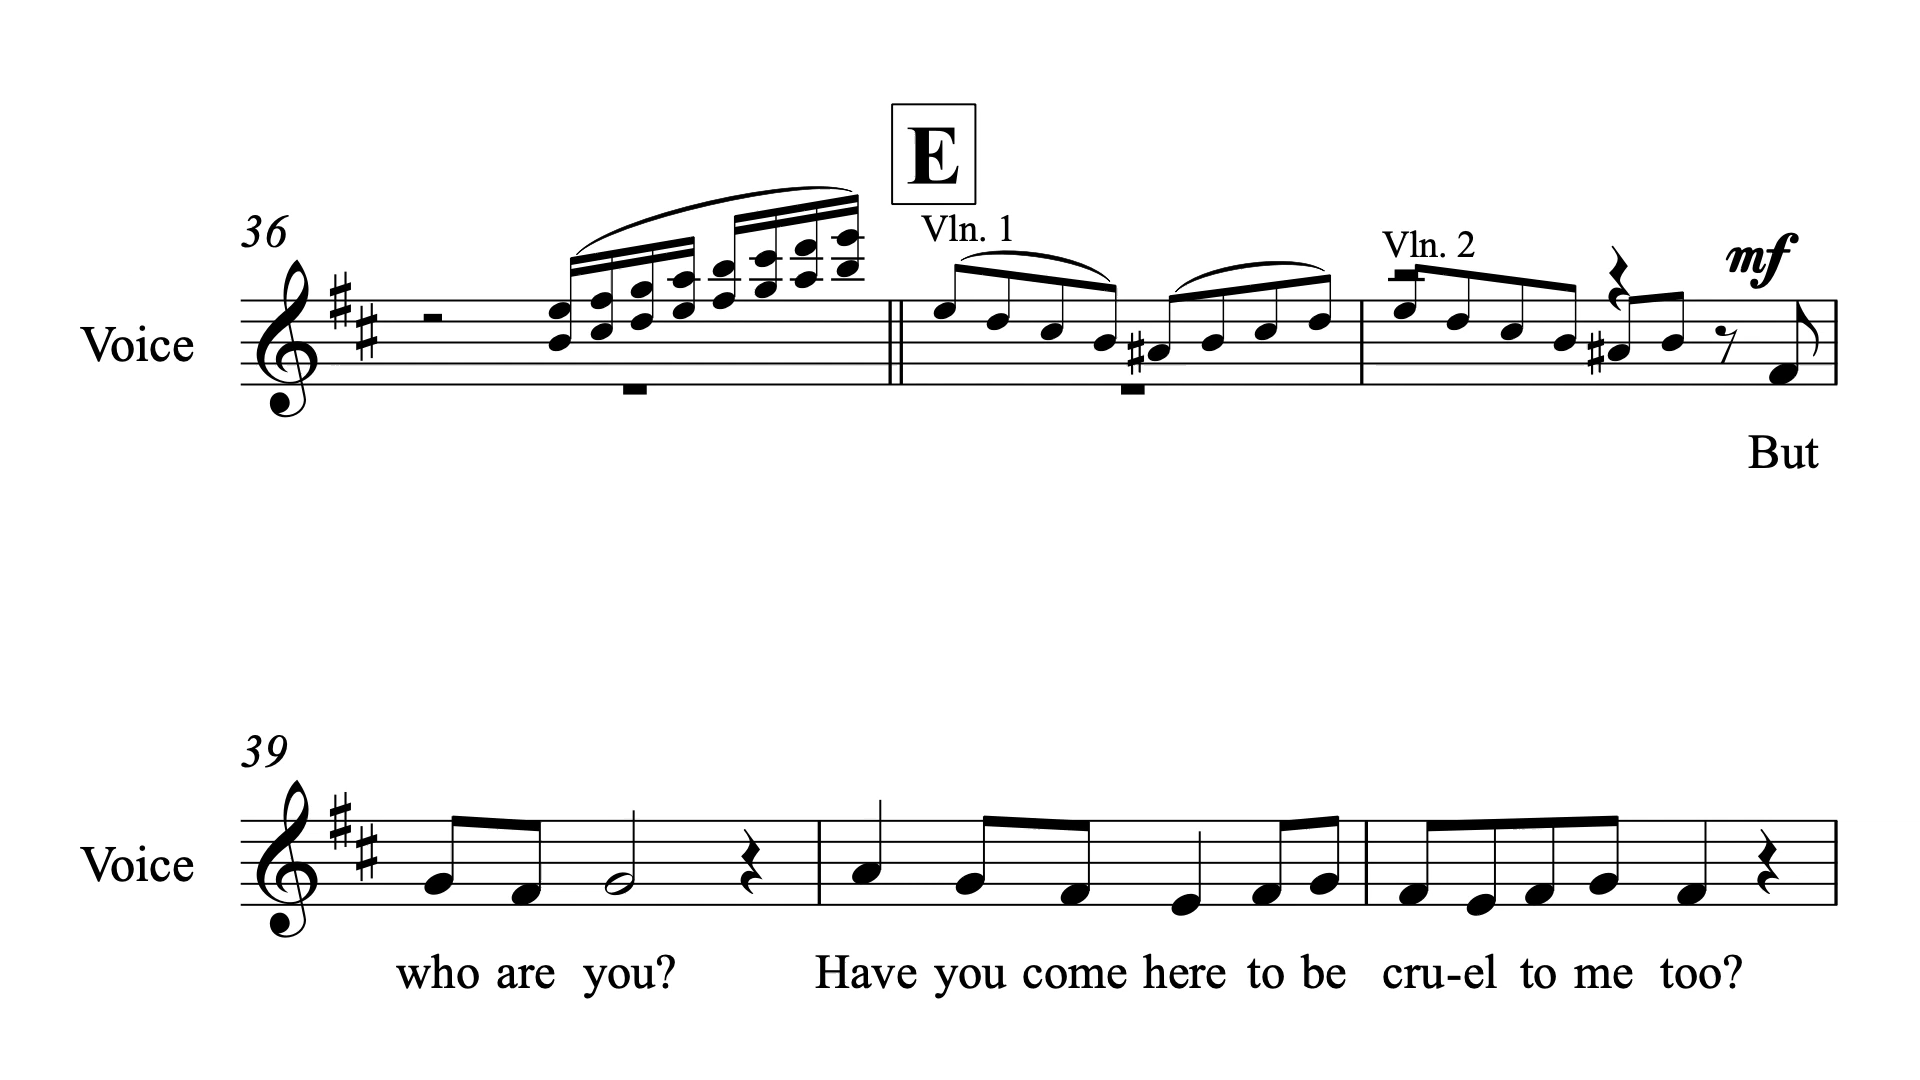 E
36
Vln. 1
Vln. 2
mf
Voice
But
39
Voice
who are you? Have you come here to be cru-el to me too?